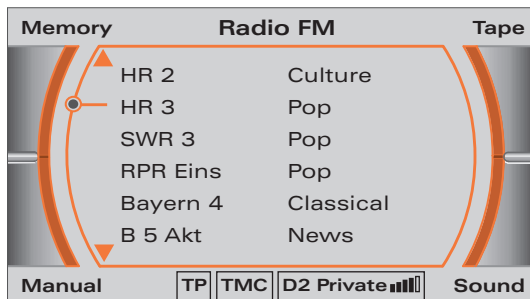 Memory Radio FM Tape
HR 2 Culture
HR 3 Pop
SWR 3 Pop
RPR Eins Pop
Bayern 4 Classical
B 5 Akt News
Manual TP TMC D2 Private Sound